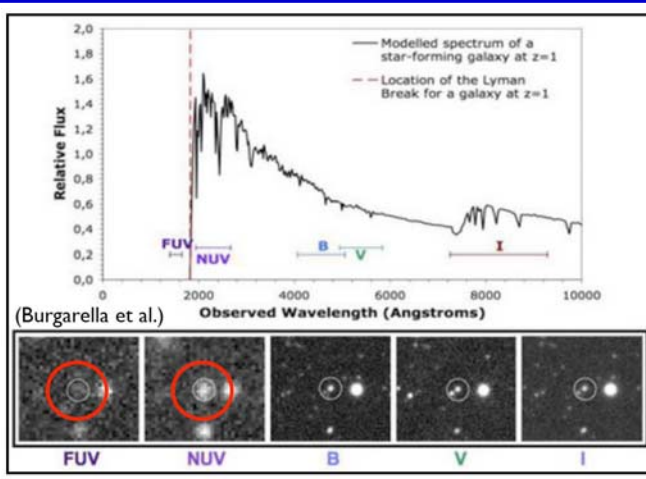 2,0
1,8
1,6
1,4
1,2
1,0
0,8
0,6
0,4
0,2
0,0
Relative Flux
Modelled spectrum of a
star-forming galaxy at z=1
Location of the Lyman
Break for a galaxy at z=1
FUV
NUV
B
V
I
0
2000
4000
6000
8000
10000
(Burgarella et al.)
Observed Wavelength (Angstroms)
FUV
NUV
B
V
I